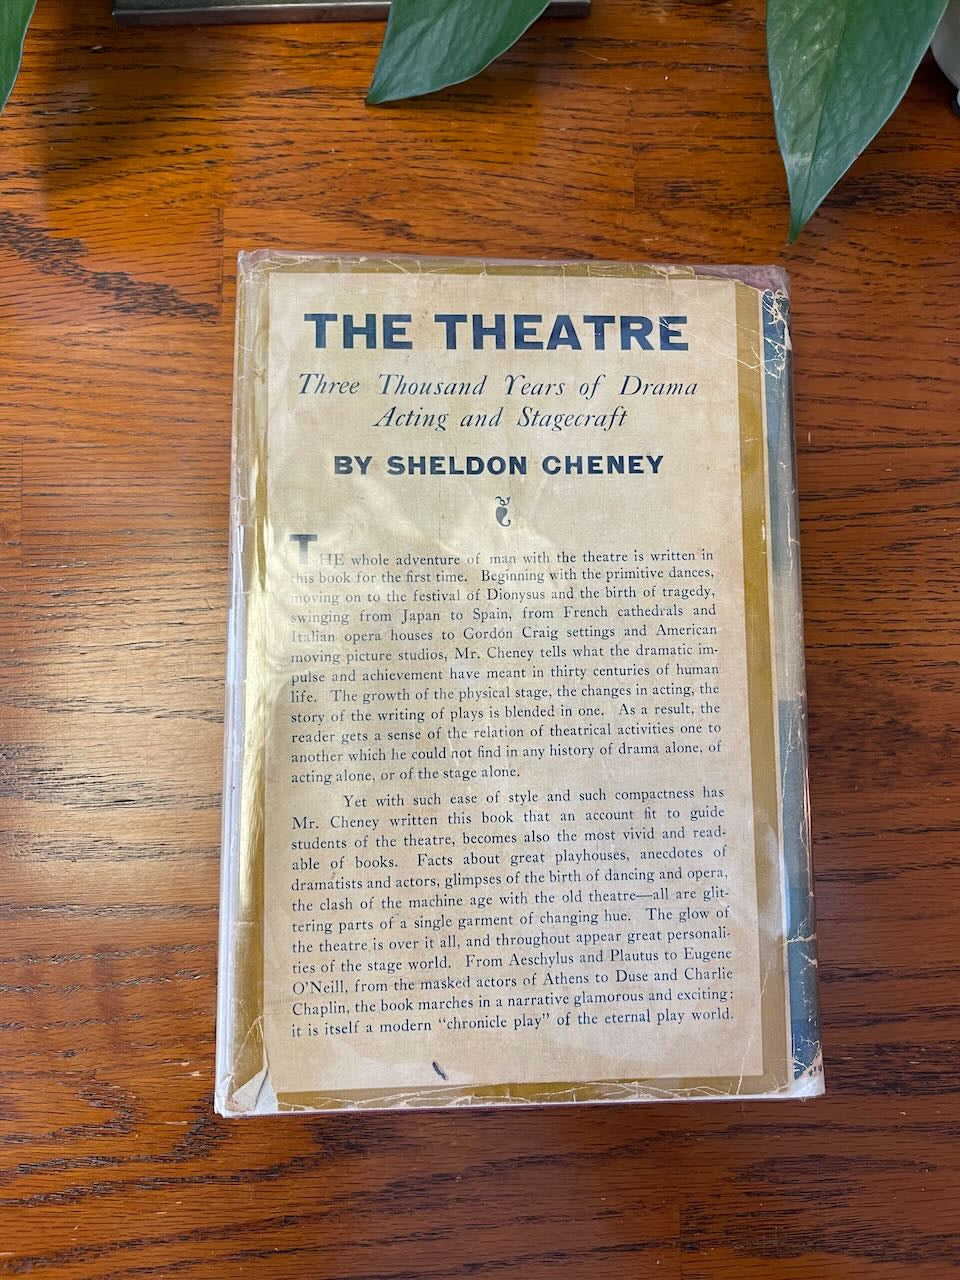 THE THEATRE
Three Thousand Years of Drama
Acting and Stagecraft
BY SHELDON CHENEY
THE whole adventure of man with the theatre is written in
this book for the first time. Beginning with the primitive dances,
moving on to the festival of Dionysus and the birth of tragedy,
swinging from Japan to Spain, from French cathedrals and
Italian opera houses to Gordon Craig settings and American
moving picture studios, Mr. Cheney tells what the dramatic im-
pulse and achievement have meant in thirty centuries of human
life. The growth of the physical stage, the changes in acting, the
story of the writing of plays is blended in one. As a result, the
reader gets a sense of the relation of theatrical activities one to
another which he could not find in any history of drama alone, of
acting alone, or of the stage alone.
Yet with such ease of style and such compactness has
Mr. Cheney written this book that an account fit to guide
students of the theatre, becomes also the most vivid and read-
able of books. Facts about great playhouses, anecdotes of
dramatists and actors, glimpses of the birth of dancing and opera,
the clash of the machine age with the old theatre—all are glit-
tering parts of a single garment of changing hue. The glow of
the theatre is over it all, and throughout appear great personali-
ties of the stage world. From Aeschylus and Plautus to Eugene
O'Neill, from the masked actors of Athens to Duse and Charlie
Chaplin, the book marches in a narrative glamorous and exciting:
it is itself a modern "chronicle play" of the eternal play world.